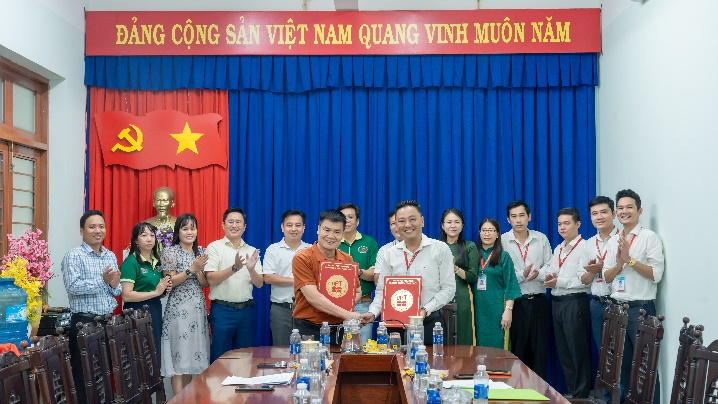 ĐẢNG CỘNG SẢN VIỆT NAM QUANG VINH MUÔN NĂM